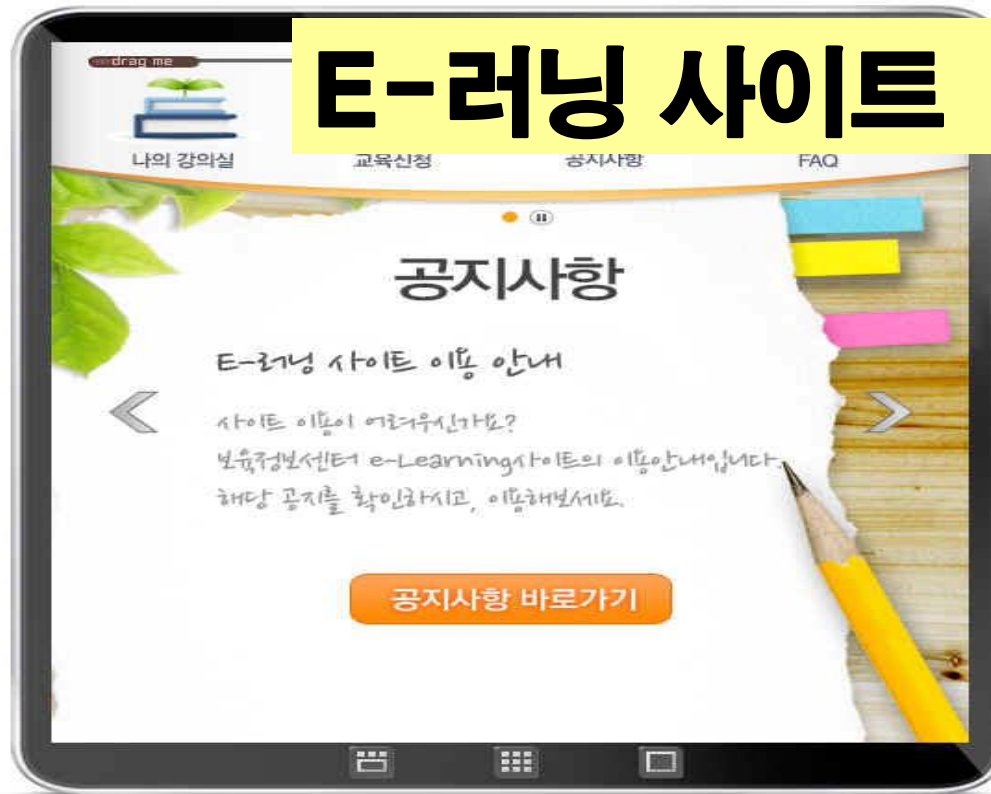 E-러닝 사이트
drag me
나의 강의실
교육신청
공지사항
FAQ
공지사항
E-러닝 사이트 이용 안내
사이트 이용이 어려우신가요?
보육정보센터 e-Learning사이트의 이용안내입니다.
해당 공지를 확인하시고, 이용해보세요.
공지사항 바로가기